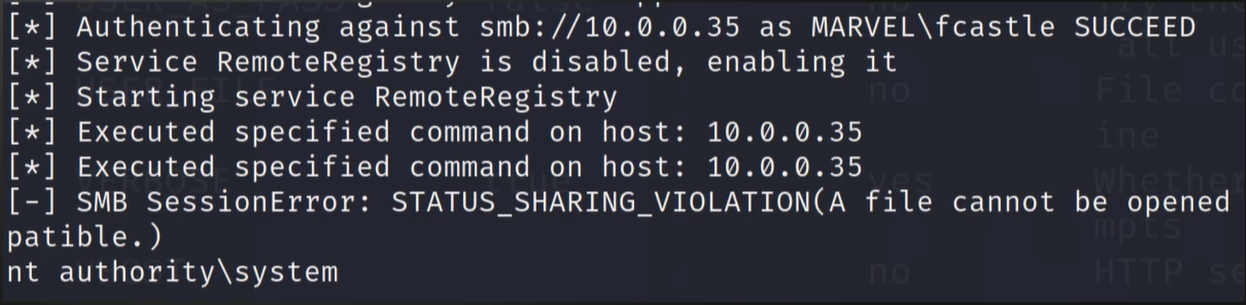 [*] Authenticating against smb://10.0.0.35 as MARVEL\fcastle SUCCEED
[*] Service RemoteRegistry is disabled, enabling it
[*] Starting service RemoteRegistry
[*] Executed specified command on host: 10.0.0.35
[*] Executed specified command on host: 10.0.0.35
[-] SMB SessionError: STATUS_SHARING_VIOLATION(A file cannot be opened
patible.)
nt authority\system